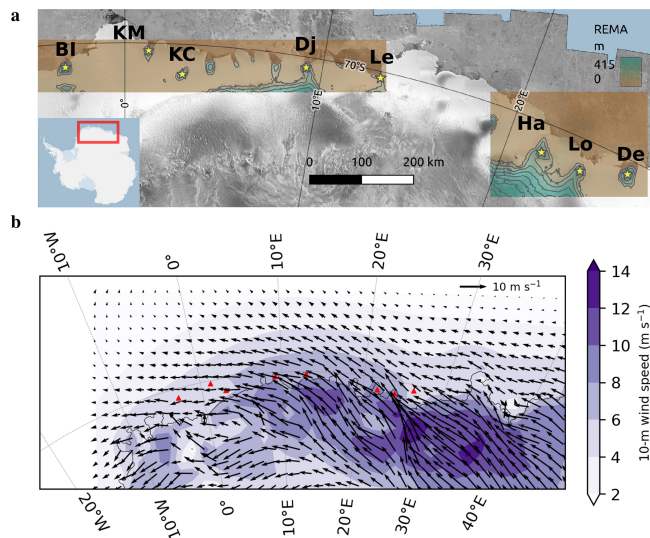 a
BI
KM
KC
Dj
Le
70°S
0°
10°E
20°E
REMA
m
415
0
Ha
Lo
De
0 100 200 km
b
10°W 0° 10°E 20°E 30°E
10 m s⁻¹
14
12
10
8
6
4
2
10-m wind speed (m s⁻¹)
20°W 10°W 0° 10°E 20°E 30°E 40°E